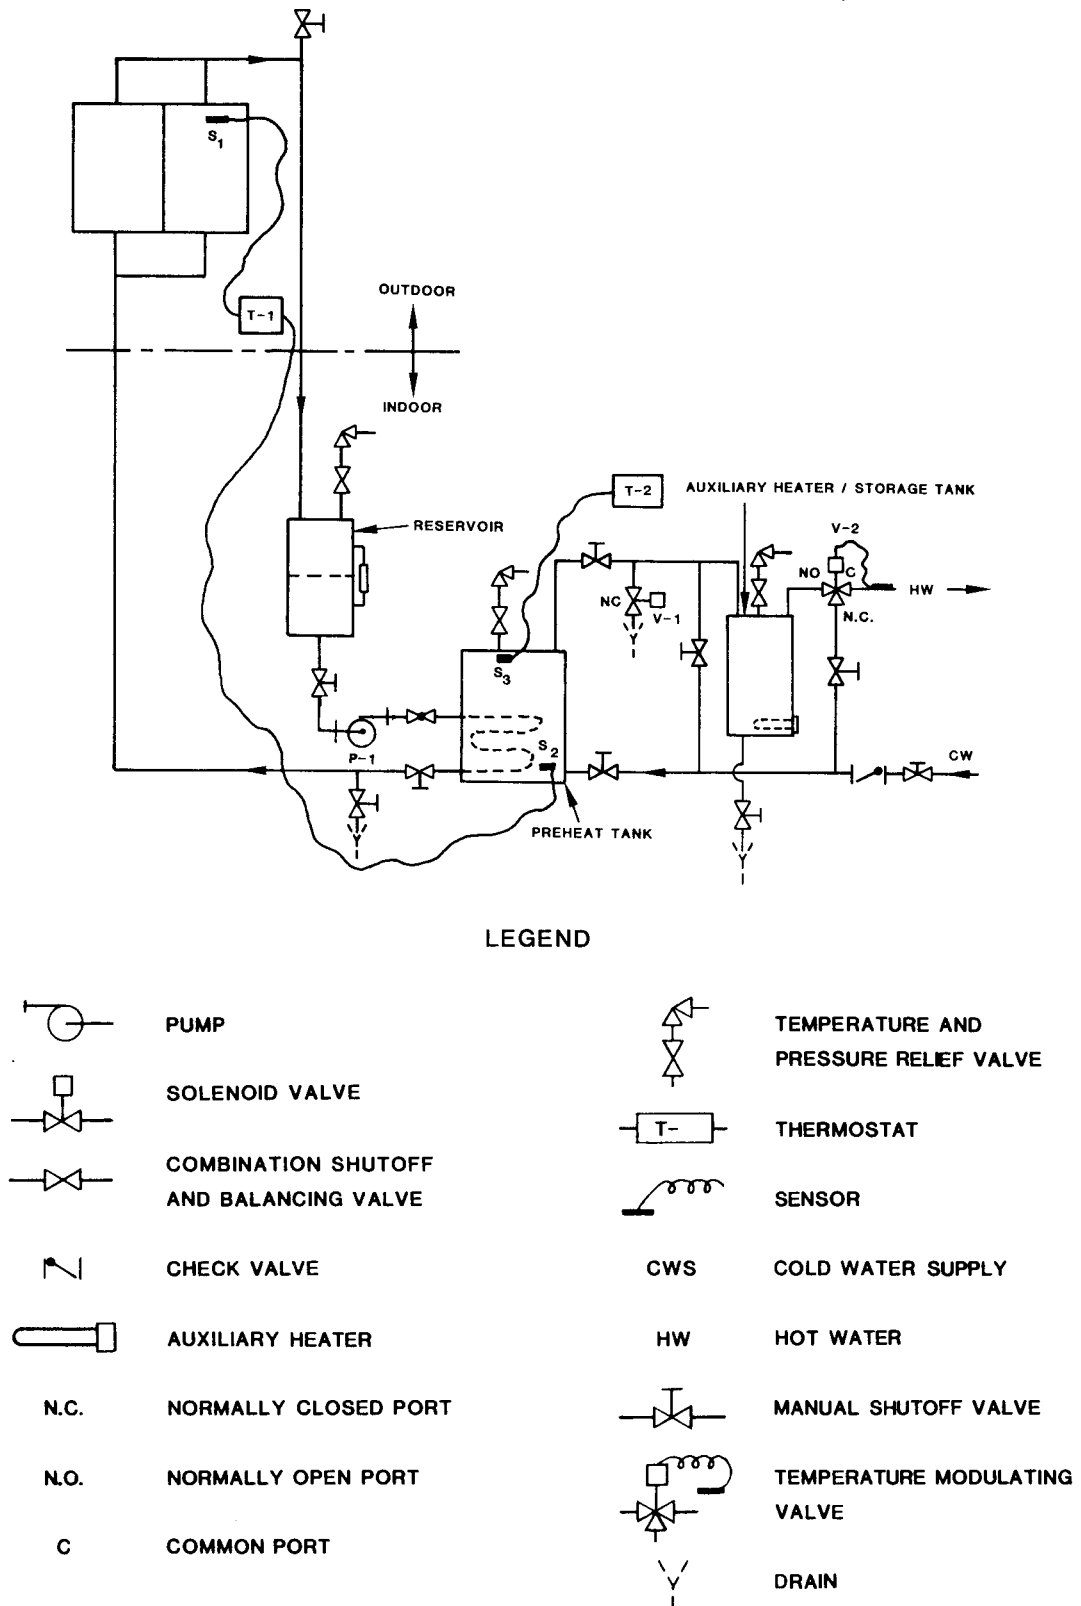 S1
T-1
OUTDOOR
INDOOR
RESERVOIR
T-2
AUXILIARY HEATER / STORAGE TANK
V-2
NO
C
HW
N.C.
NC
V-1
S3
S2
P-1
CW
PREHEAT TANK
LEGEND
PUMP
SOLENOID VALVE
COMBINATION SHUTOFF
AND BALANCING VALVE
CHECK VALVE
AUXILIARY HEATER
N.C. NORMALLY CLOSED PORT
N.O. NORMALLY OPEN PORT
C COMMON PORT
TEMPERATURE AND
PRESSURE RELIEF VALVE
T- THERMOSTAT
SENSOR
CWS COLD WATER SUPPLY
HW HOT WATER
MANUAL SHUTOFF VALVE
TEMPERATURE MODULATING
VALVE
DRAIN